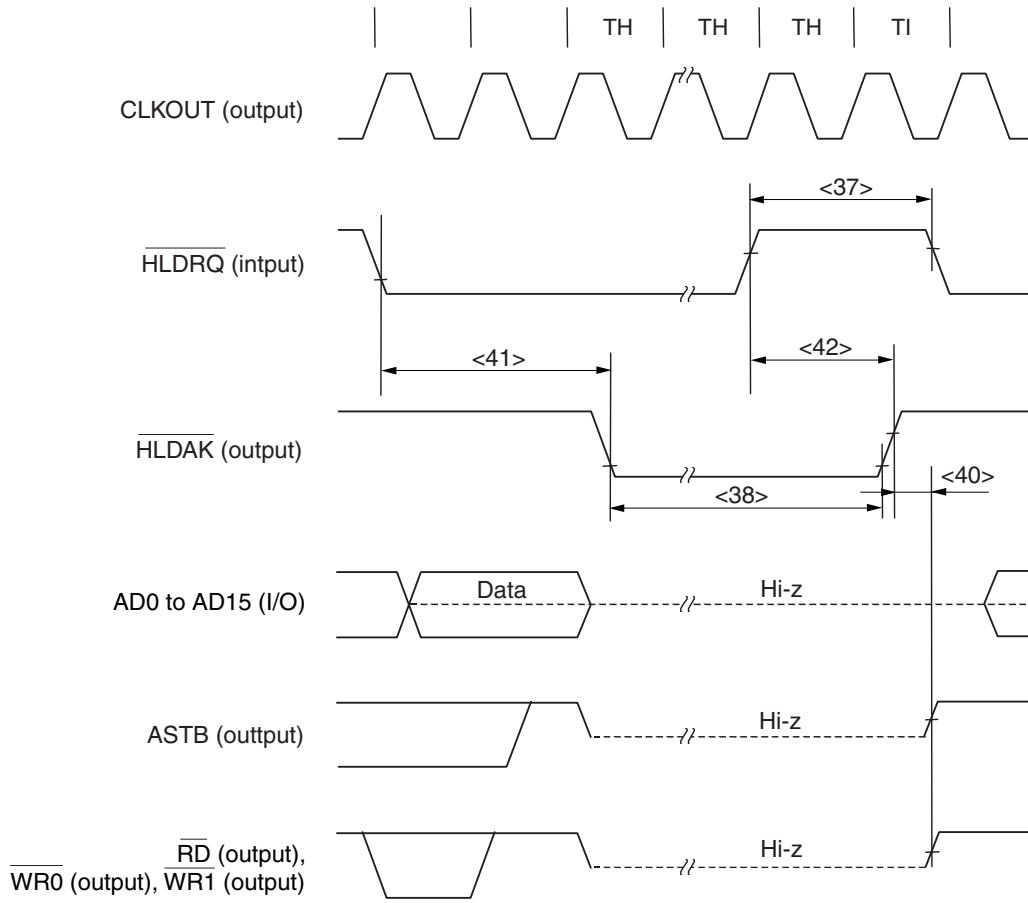 TH TH TH TI
CLKOUT (output)
<37>
HLDRQ (intput)
<41> <42>
HLDAK (output)
<38> <40>
AD0 to AD15 (I/O) Data Hi-z
ASTB (outtput) Hi-z
RD (output), Hi-z
WR0 (output), WR1 (output)